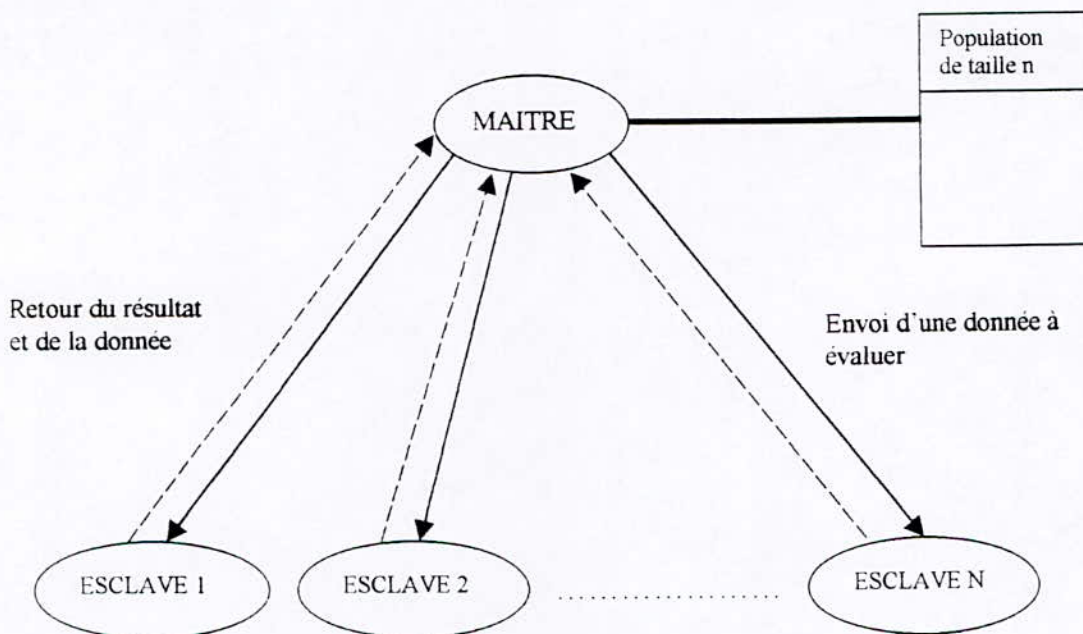 Population
de taille n
MAITRE
Retour du résultat
et de la donnée
Envoi d'une donnée à
évaluer
ESCLAVE 1
ESCLAVE 2
ESCLAVE N